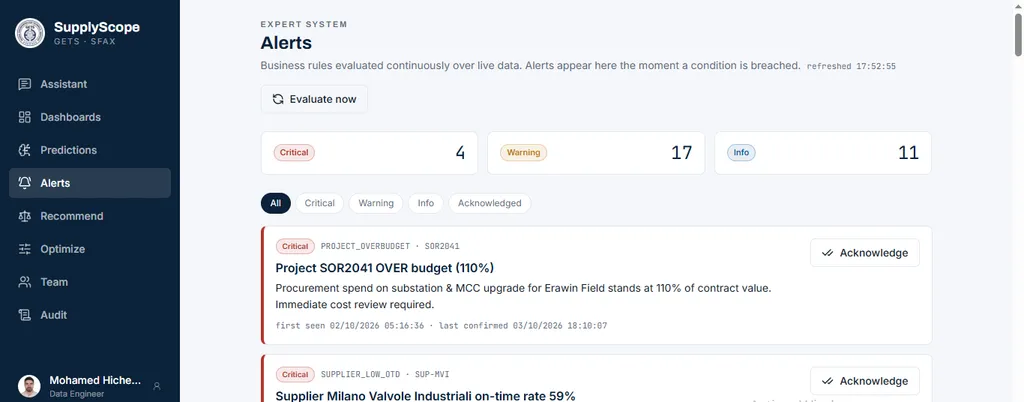 SupplyScope
GETS · SFAX
Assistant
Dashboards
Predictions
Alerts
Recommend
Optimize
Team
Audit
Mohamed Hiche...
Data Engineer
EXPERT SYSTEM
Alerts
Business rules evaluated continuously over live data. Alerts appear here the moment a condition is breached. refreshed 17:52:55
Evaluate now
Critical 4
Warning 17
Info 11
All Critical Warning Info Acknowledged
Critical PROJECT_OVERBUDGET · SOR2041
Acknowledge
Project SOR2041 OVER budget (110%)
Procurement spend on substation & MCC upgrade for Erawin Field stands at 110% of contract value.
Immediate cost review required.
first seen 02/10/2026 05:16:36 · last confirmed 03/10/2026 18:10:07
Critical SUPPLIER_LOW_OTD · SUP-MVI
Acknowledge
Supplier Milano Valvole Industriali on-time rate 59%